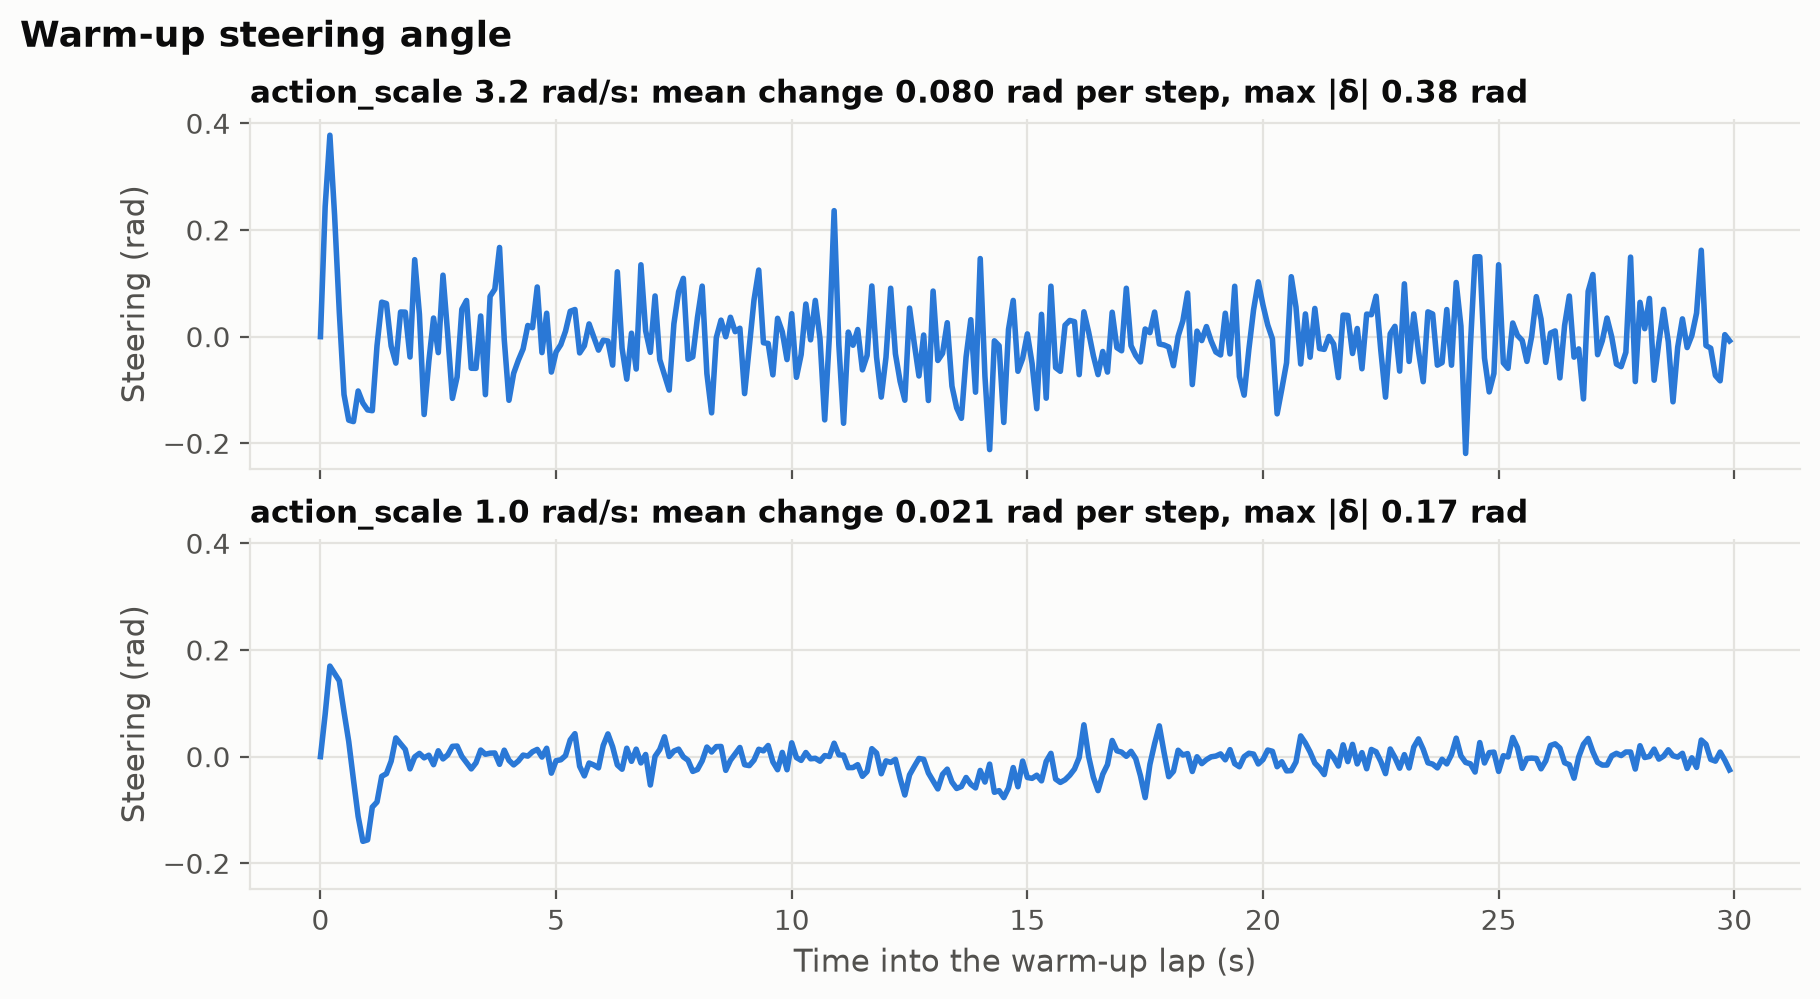 Warm-up steering angle
action_scale 3.2 rad/s: mean change 0.080 rad per step, max |δ| 0.38 rad
Steering (rad)
0.4
0.2
0.0
−0.2
action_scale 1.0 rad/s: mean change 0.021 rad per step, max |δ| 0.17 rad
Steering (rad)
0.4
0.2
0.0
−0.2
0 5 10 15 20 25 30
Time into the warm-up lap (s)